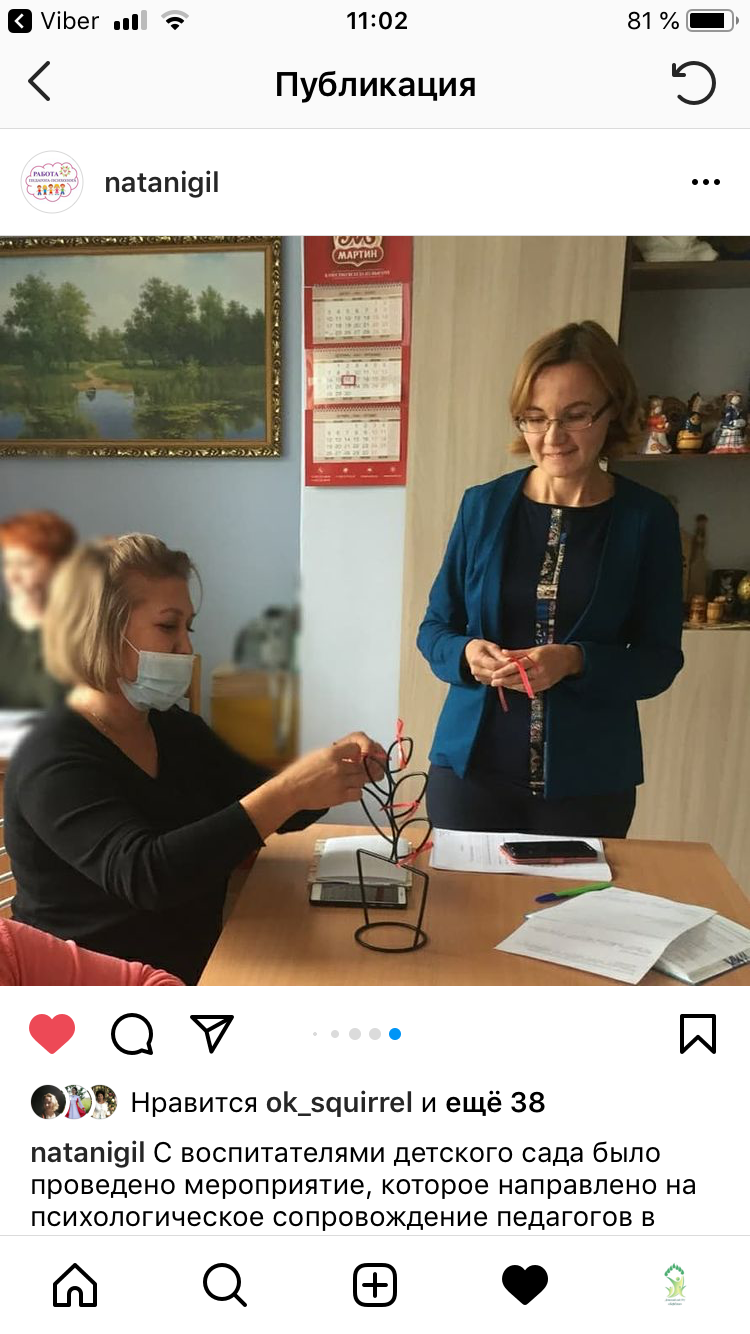 Viber
11:02
81 %
Публикация
РАБОТА
natanigil
МАРТИН
Нравится ok_squirrel и ещё 38
natanigil С воспитателями детского сада было
проведено мероприятие, которое направлено на
психологическое сопровождение педагогов в